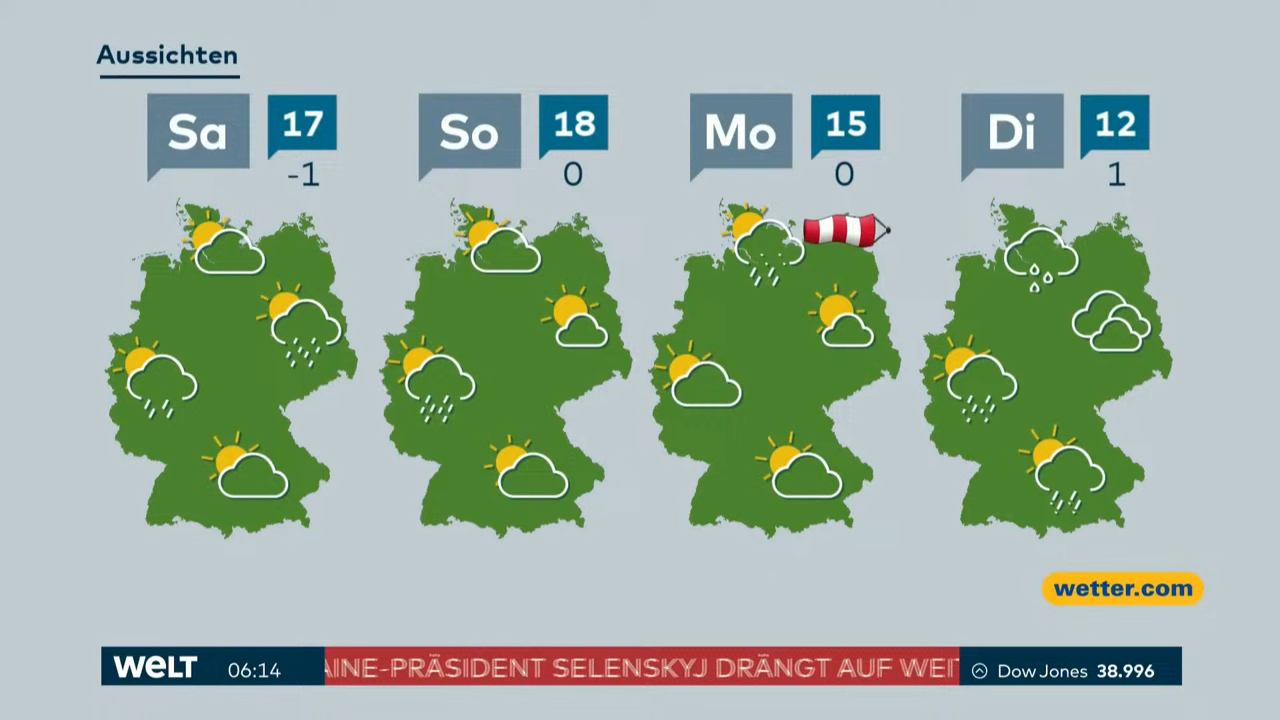 Aussichten
Sa 17 So 18 Mo 15 Di 12
-1 0 0 1
wetter.com
WELT 06:14 AINE-PRÄSIDENT SELENSKYJ DRÄNGT AUF WEI Dow Jones 38.996